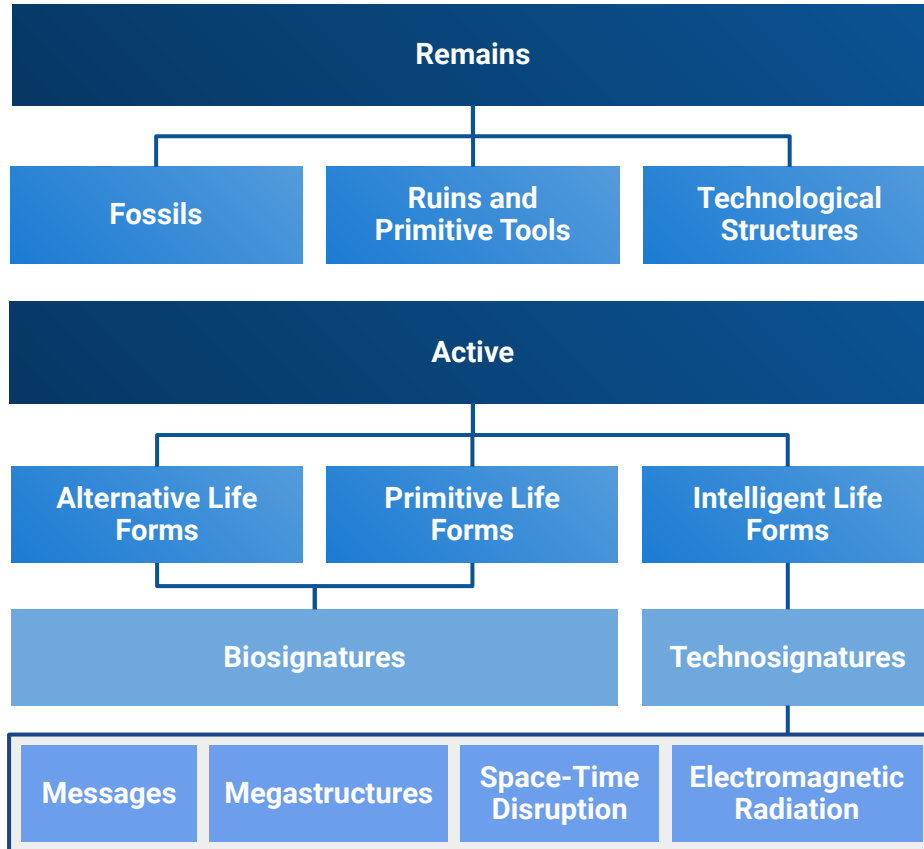 Remains
Fossils
Ruins and
Primitive Tools
Technological
Structures
Active
Alternative Life
Forms
Primitive Life
Forms
Intelligent Life
Forms
Biosignatures
Technosignatures
Messages
Megastructures
Space-Time
Disruption
Electromagnetic
Radiation